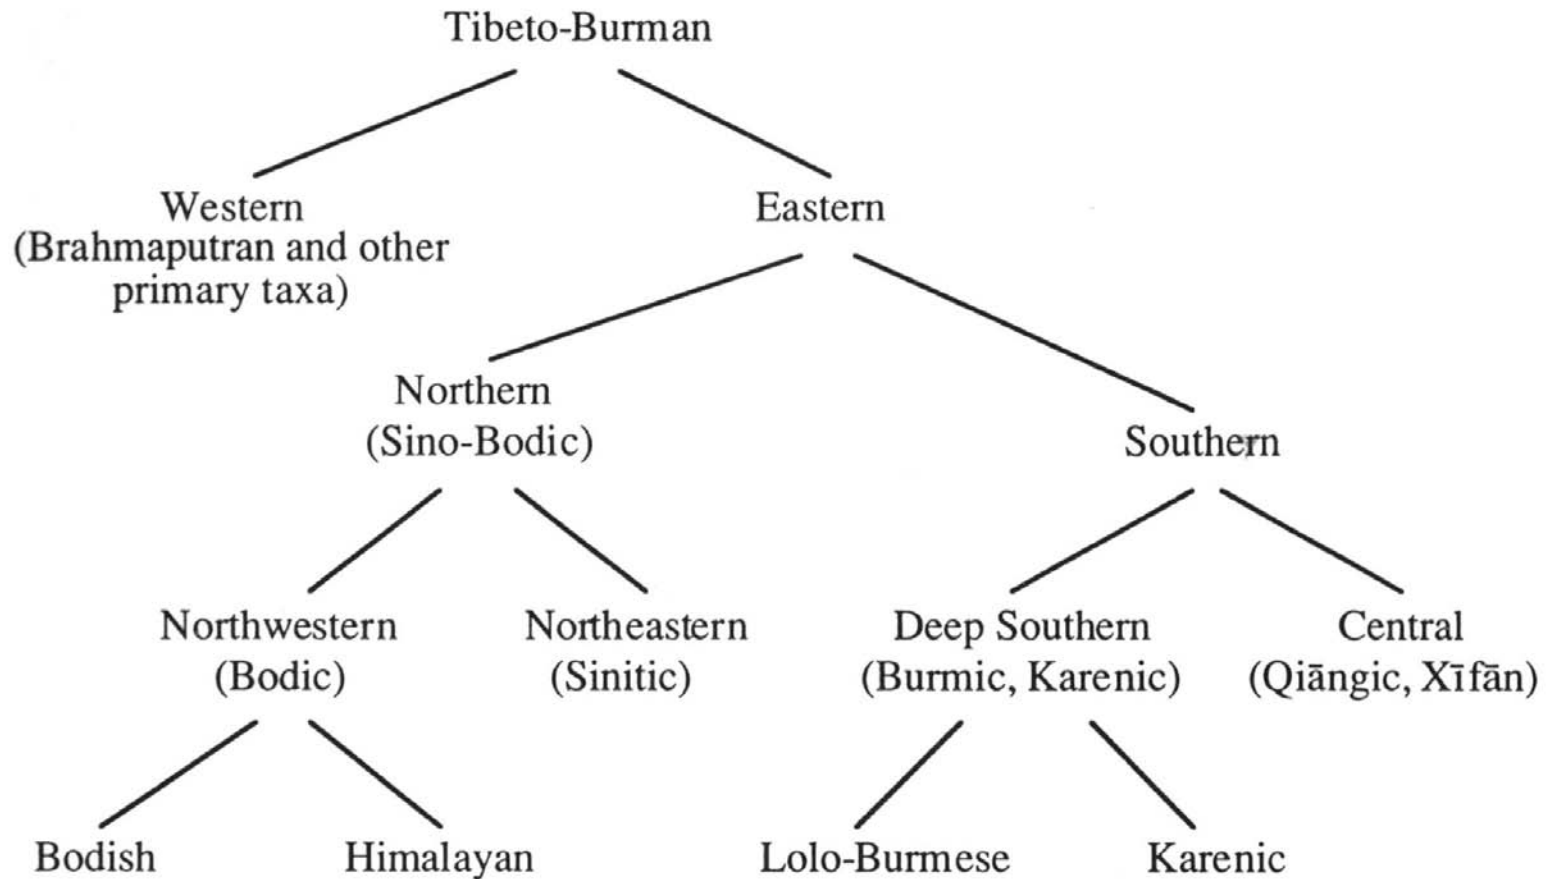 Tibeto-Burman
Western
(Brahmaputran and other
primary taxa)
Eastern
Northern
(Sino-Bodic)
Southern
Northwestern
(Bodic)
Northeastern
(Sinitic)
Deep Southern
(Burmic, Karenic)
Central
(Qiāngic, Xīfān)
Bodish
Himalayan
Lolo-Burmese
Karenic